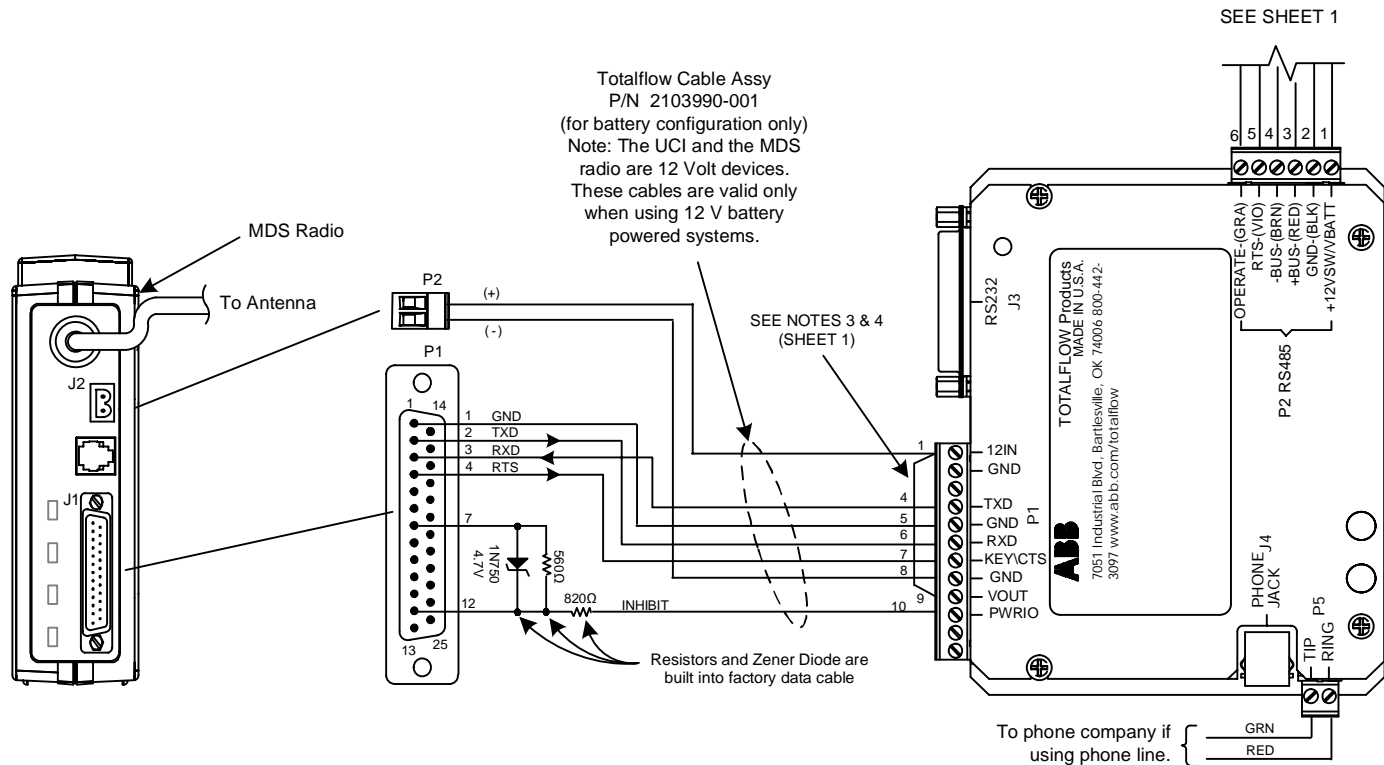 SEE SHEET 1
Totalflow Cable Assy
P/N 2103990-001
(for battery configuration only)
Note: The UCI and the MDS
radio are 12 Volt devices.
These cables are valid only
when using 12 V battery
powered systems.
MDS Radio
To Antenna
J2
J1
P2
(+)
(-)
P1
1
14
13
25
1
GND
2
TXD
3
RXD
4
RTS
7
12
1N750
4.7V
560Ω
820Ω
INHIBIT
Resistors and Zener Diode are
built into factory data cable
SEE NOTES 3 & 4
(SHEET 1)
6
5
4
3
2
1
OPERATE-(GRA)
RTS-(VIO)
-BUS-(BRN)
+BUS-(RED)
GND-(BLK)
+12VSW/VBATT
P2 RS485
RS232
J3
TOTALFLOW Products
MADE IN U.S.A.
7051 Industrial Blvd, Bartlesville, OK 74006 800-442-
3097 www.abb.com/totalflow
ABB
1
12IN
GND
4
TXD
5
GND
6
RXD
7
KEY\CTS
8
GND
9
VOUT
10
PWRIO
P1
PHONE
JACK
J4
TIP
RING
P5
To phone company if
using phone line.
GRN
RED